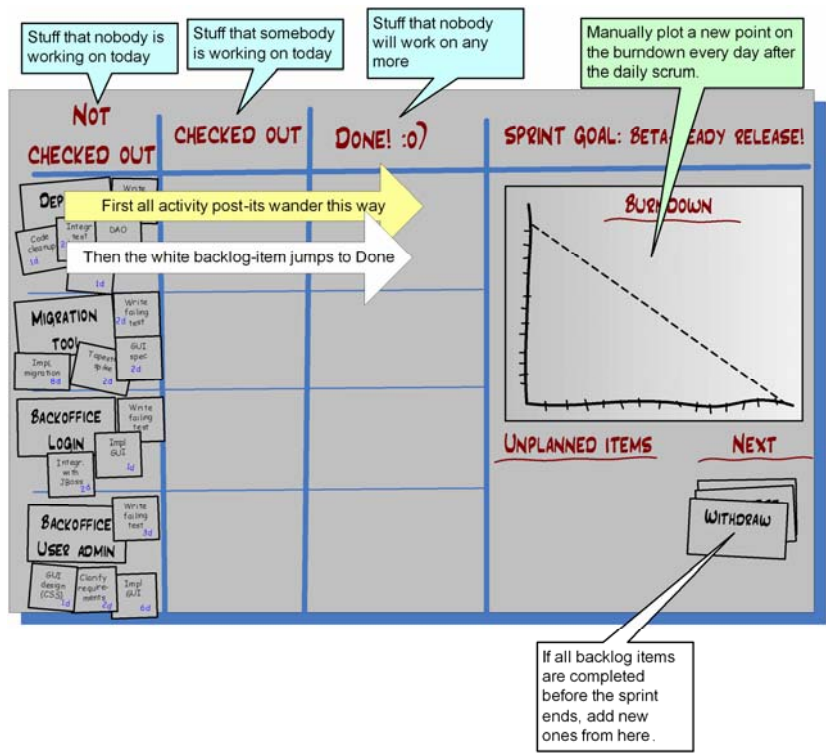 Stuff that nobody is
working on today
Stuff that somebody
is working on today
Stuff that nobody
will work on any
more
Manually plot a new point on
the burndown every day after
the daily scrum.
NOT
CHECKED OUT
CHECKED OUT
DONE! :o)
SPRINT GOAL: BETA-READY RELEASE!
DEP
Write
First all activity post-its wander this way
Code
cleanup
1d
Integr
test
DAO
Then the white backlog-item jumps to Done
1d
BURNDOWN
MIGRATION
TOOL
Write
failing
test
2d
GUI
spec
2d
Impl.
migration
8d
2d
BACKOFFICE
LOGIN
Write
failing
test
Impl
GUI
1d
Integr.
with
JBoss
2d
UNPLANNED ITEMS
NEXT
WITHDRAW
BACKOFFICE
USER ADMIN
Write
failing
test
3d
GUI
design
(CSS)
1d
Clarify
require-
ments
2d
Impl
GUI
6d
If all backlog items
are completed
before the sprint
ends, add new
ones from here.